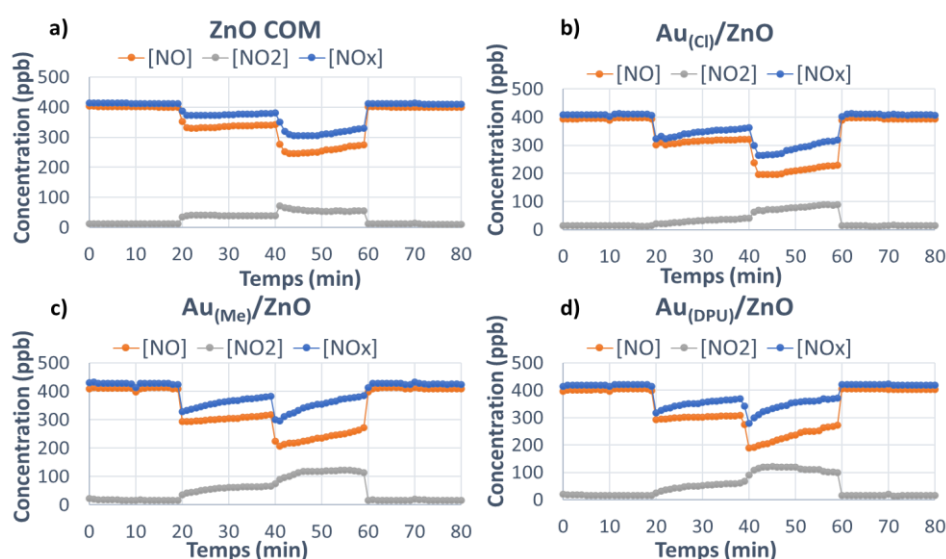 a) ZnO COM
[NO] [NO2] [NOx]
Concentration (ppb)
500
400
300
200
100
0
0 10 20 30 40 50 60 70 80
Temps (min)
b) Au(Cl)/ZnO
[NO] [NO2] [NOx]
Concentration (ppb)
500
400
300
200
100
0
0 10 20 30 40 50 60 70 80
Temps (min)
c) Au(Me)/ZnO
[NO] [NO2] [NOx]
Concentration (ppb)
500
400
300
200
100
0
0 10 20 30 40 50 60 70 80
Temps (min)
d) Au(DPU)/ZnO
[NO] [NO2] [NOx]
Concentration (ppb)
500
400
300
200
100
0
0 10 20 30 40 50 60 70 80
Temps (min)